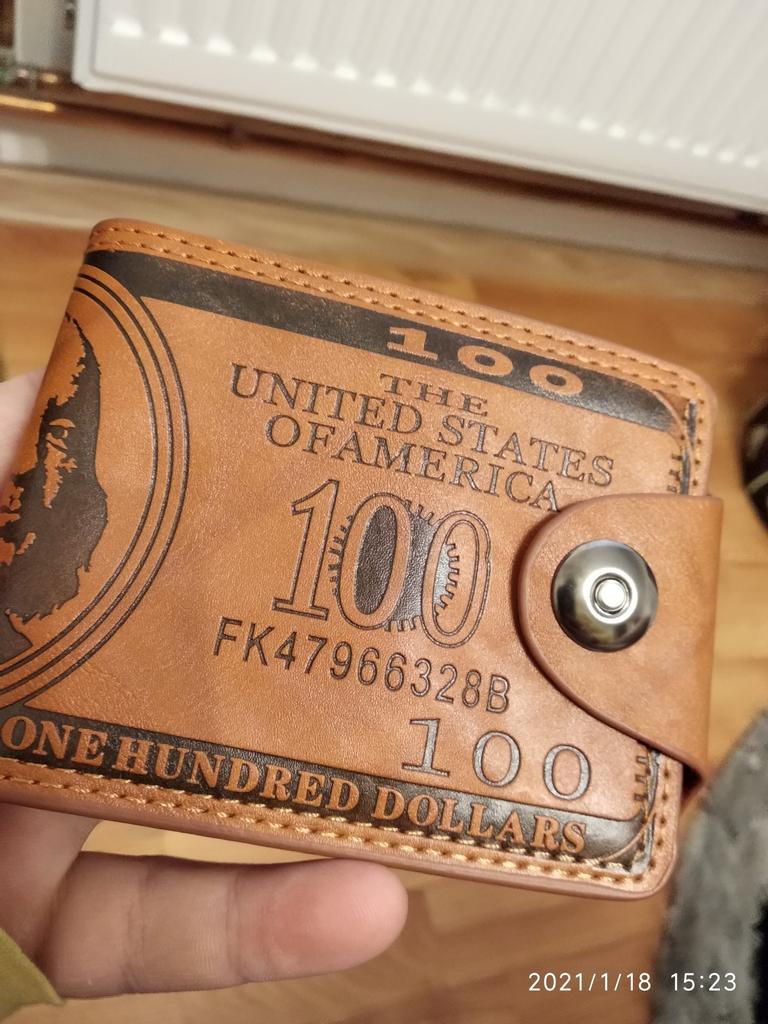 100
THE
UNITED STATES
OFAMERICA
100
FK47966328B
100
ONE HUNDRED DOLLARS
2021/1/18 15:23